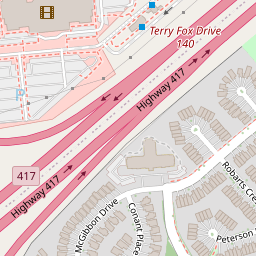 Terry Fox Drive
140
Highway 417
417
Highway 417
McGibbon Drive
Conant Place
Robarts Cre
Peterson